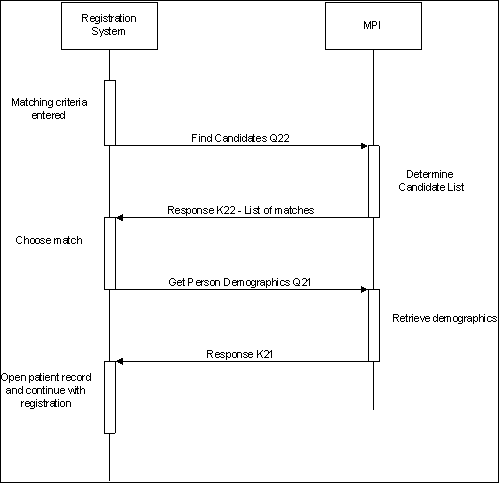 Registration
System
MPI
Matching criteria
entered
Find Candidates Q22
Determine
Candidate List
Response K22 - List of matches
Choose match
Get Person Demographics Q21
Retrieve demographics
Response K21
Open patient record
and continue with
registration